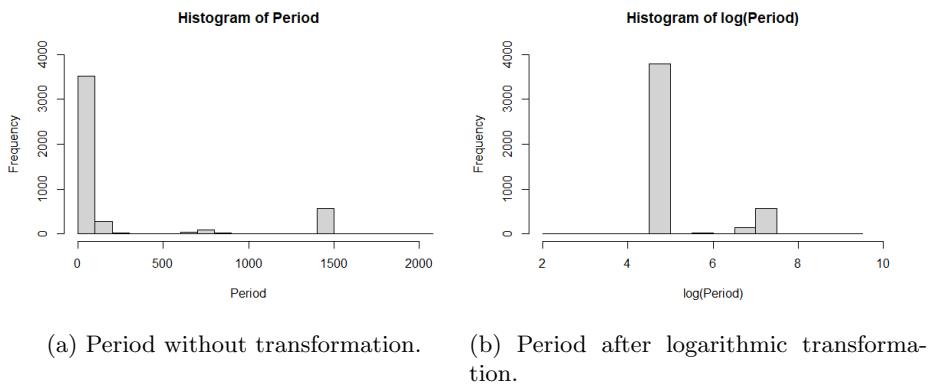 Histogram of Period
Frequency
0
1000
2000
3000
4000
0 500 1000 1500 2000
Period
Histogram of log(Period)
Frequency
0
1000
2000
3000
4000
2 4 6 8 10
log(Period)
(a) Period without transformation.
(b) Period after logarithmic transforma-
tion.